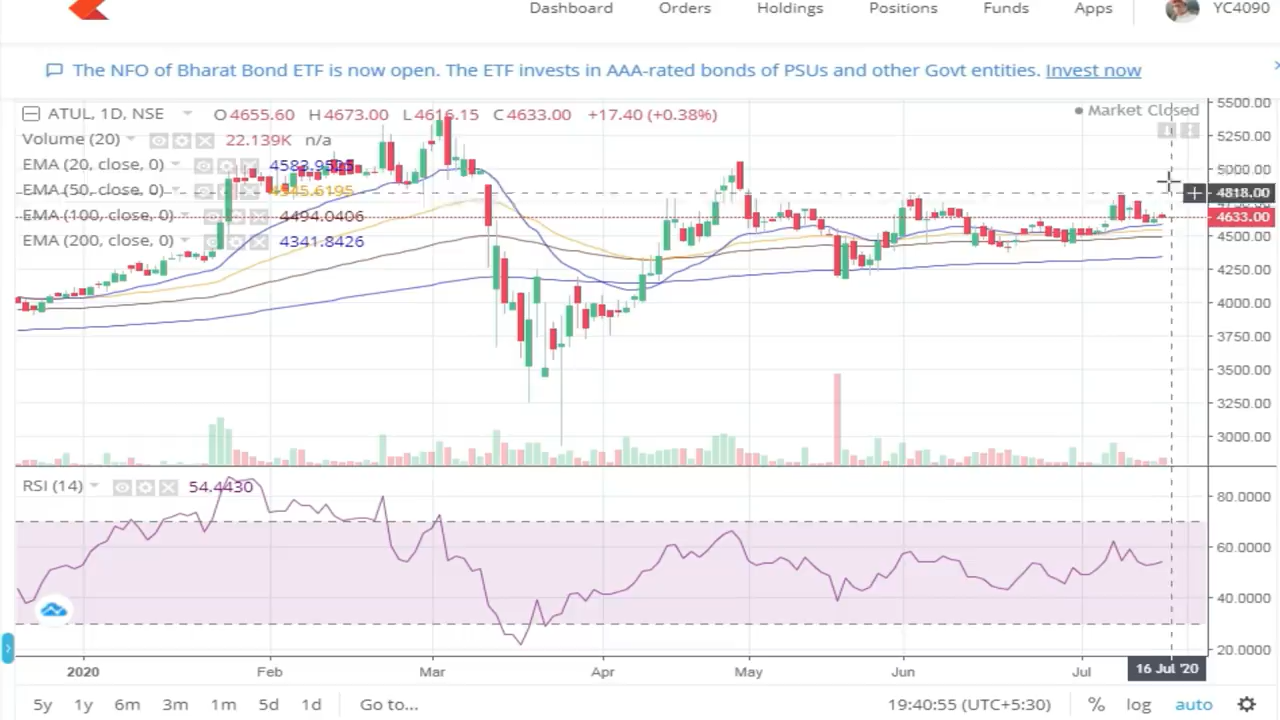 Dashboard Orders Holdings Positions Funds Apps YC4090
The NFO of Bharat Bond ETF is now open. The ETF invests in AAA-rated bonds of PSUs and other Govt entities. Invest now
ATUL, 1D, NSE O4655.60 H4673.00 L4616.15 C4633.00 +17.40 (+0.38%) Market Closed 5500.00
Volume (20) 22.139K n/a 5250.00
EMA (20, close, 0) 5000.00
EMA (50, close, 0) 4818.00
EMA (100, close, 0) 4494.0406 4633.00
EMA (200, close, 0) 4341.8426 4500.00
4250.00
4000.00
3750.00
3500.00
3250.00
3000.00
RSI (14) 54.4430 80.0000
60.0000
40.0000
20.0000
2020 Feb Mar Apr May Jun Jul 16 Jul '20
5y 1y 6m 3m 1m 5d 1d Go to... 19:40:55 (UTC+5:30) % log auto